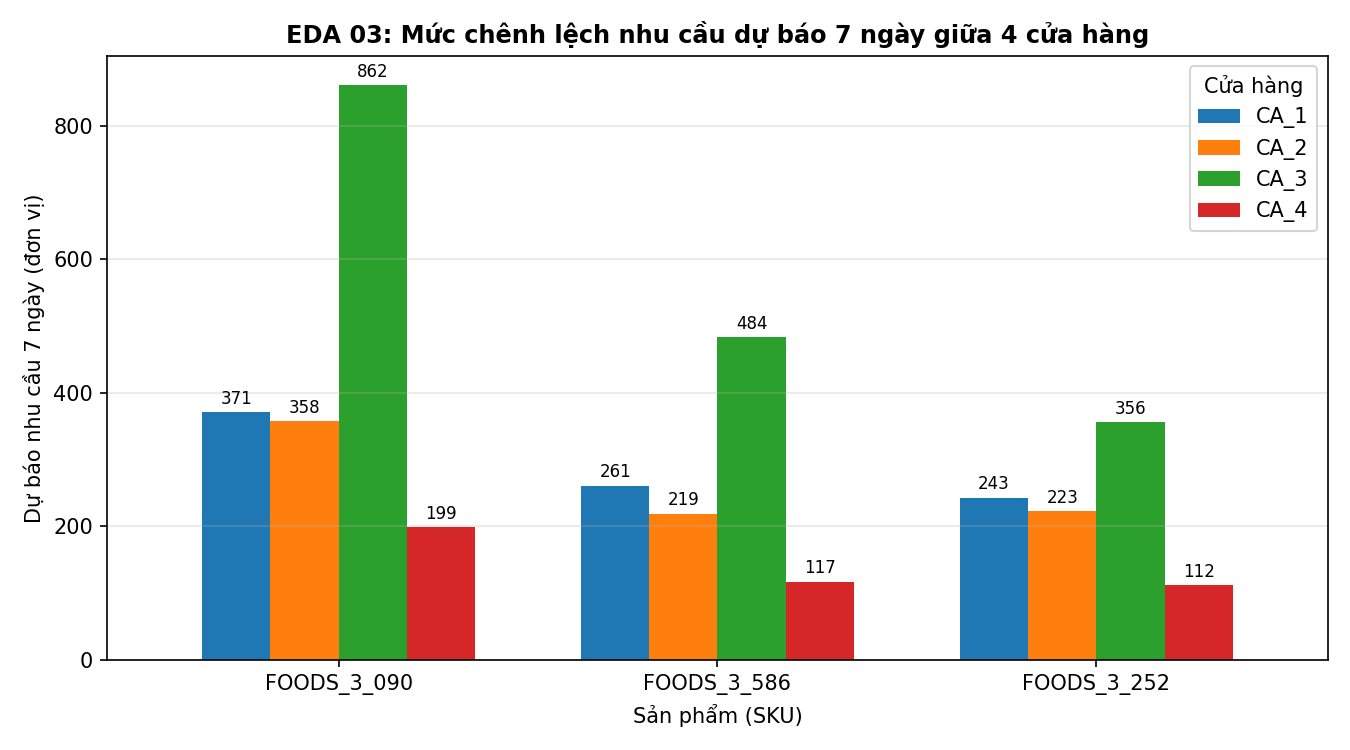 EDA 03: Mức chênh lệch nhu cầu dự báo 7 ngày giữa 4 cửa hàng
Dự báo nhu cầu 7 ngày (đơn vị)
800
600
400
200
0
862
371
358
199
484
261
219
117
356
243
223
112
Cửa hàng
CA_1
CA_2
CA_3
CA_4
FOODS_3_090
FOODS_3_586
FOODS_3_252
Sản phẩm (SKU)